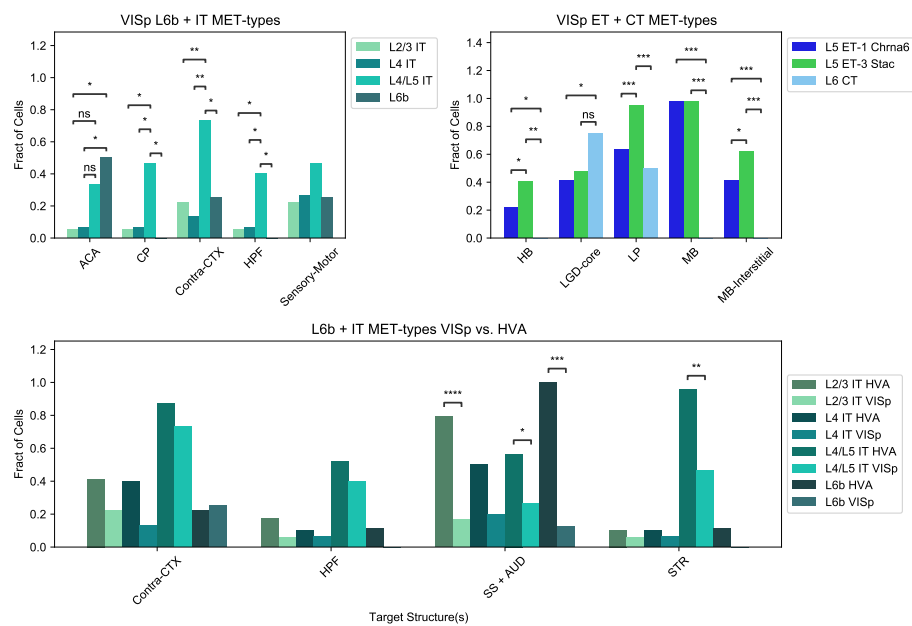 VISp L6b + IT MET-types
1.2
1.0
0.8
0.6
0.4
0.2
0.0
Fract of Cells
*
ns
*
ns
*
*
*
**
**
*
*
*
*
ACA
CP
Contra-CTX
HPF
Sensory-Motor
L2/3 IT
L4 IT
L4/L5 IT
L6b
VISp ET + CT MET-types
1.4
1.2
1.0
0.8
0.6
0.4
0.2
0.0
Fract of Cells
*
**
*
*
ns
***
***
***
***
***
***
*
HB
LGD-core
LP
MB
MB-Interstitial
L5 ET-1 Chrna6
L5 ET-3 Stac
L6 CT
L6b + IT MET-types VISp vs. HVA
1.2
1.0
0.8
0.6
0.4
0.2
0.0
Fract of Cells
****
*
***
**
Contra-CTX
HPF
SS + AUD
STR
Target Structure(s)
L2/3 IT HVA
L2/3 IT VISp
L4 IT HVA
L4 IT VISp
L4/L5 IT HVA
L4/L5 IT VISp
L6b HVA
L6b VISp